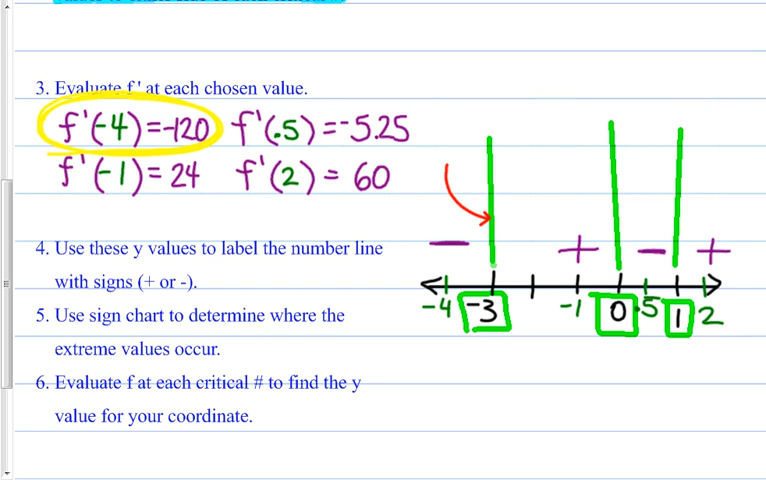 3. Evaluate f' at each chosen value.
f'(-4)=-120 f'(.5)=-5.25
f'(-1)=24 f'(2)=60
4. Use these y values to label the number line
with signs (+ or -).
5. Use sign chart to determine where the
extreme values occur.
6. Evaluate f at each critical # to find the y
value for your coordinate.
− + − +
-4 -3 -1 0 .5 1 2